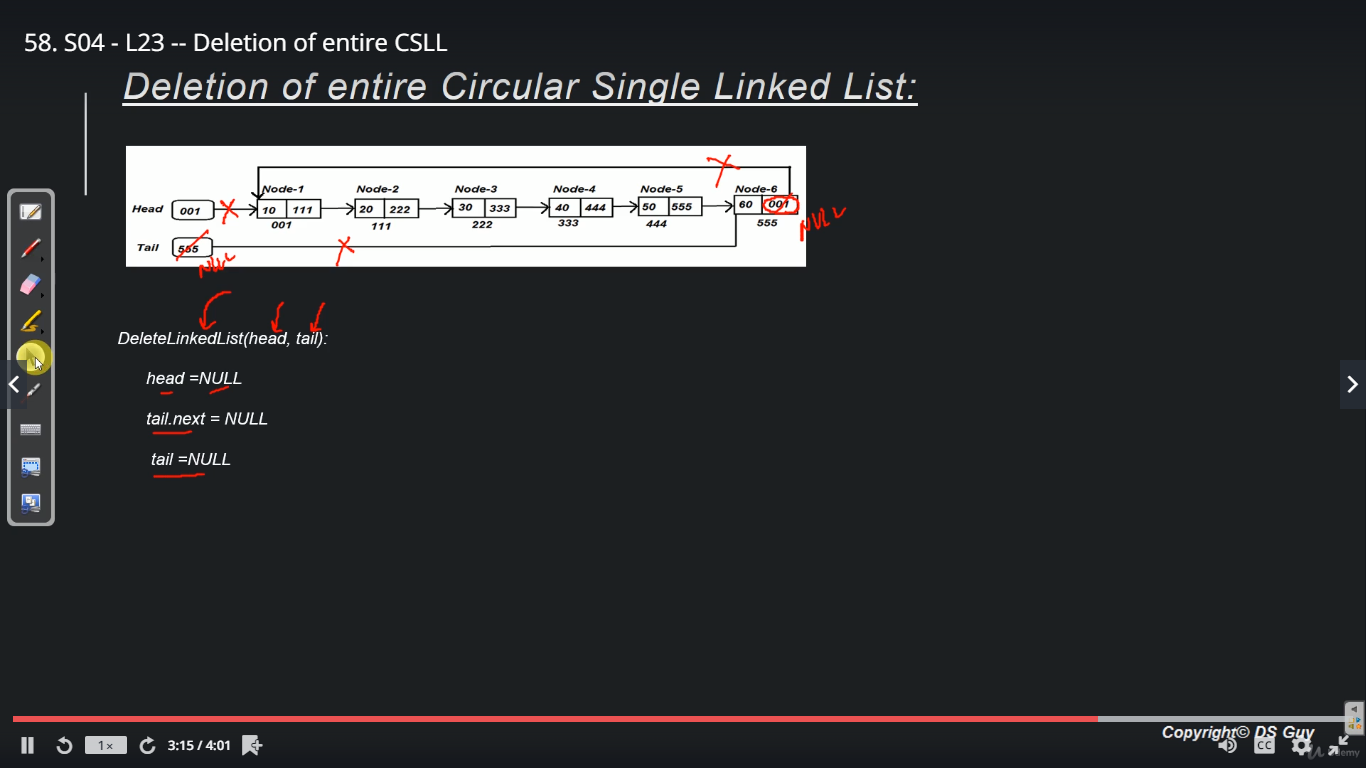 58. S04 - L23 -- Deletion of entire CSLL
Deletion of entire Circular Single Linked List:
Node-1 Node-2 Node-3 Node-4 Node-5 Node-6
Head 001 10 111 20 222 30 333 40 444 50 555 60 001
001 111 222 333 444 555
NULL
Tail 555
NULL
DeleteLinkedList(head, tail):
head =NULL
tail.next = NULL
tail =NULL
Copyright© DS Guy
1× 3:15 / 4:01 CC